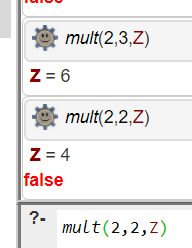 false
mult(2,3,Z)
Z = 6
mult(2,2,Z)
Z = 4
false
?- mult(2,2,Z)